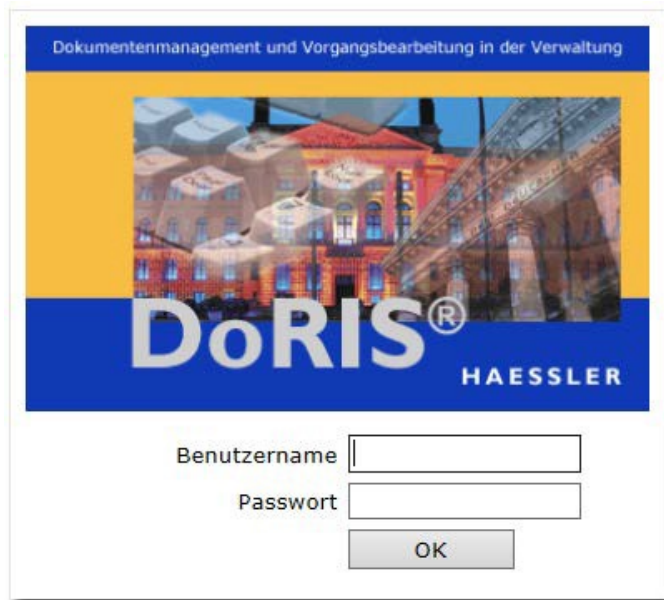 Dokumentenmanagement und Vorgangsbearbeitung in der Verwaltung
DoRIS®
HAESSLER
Benutzername
Passwort
OK